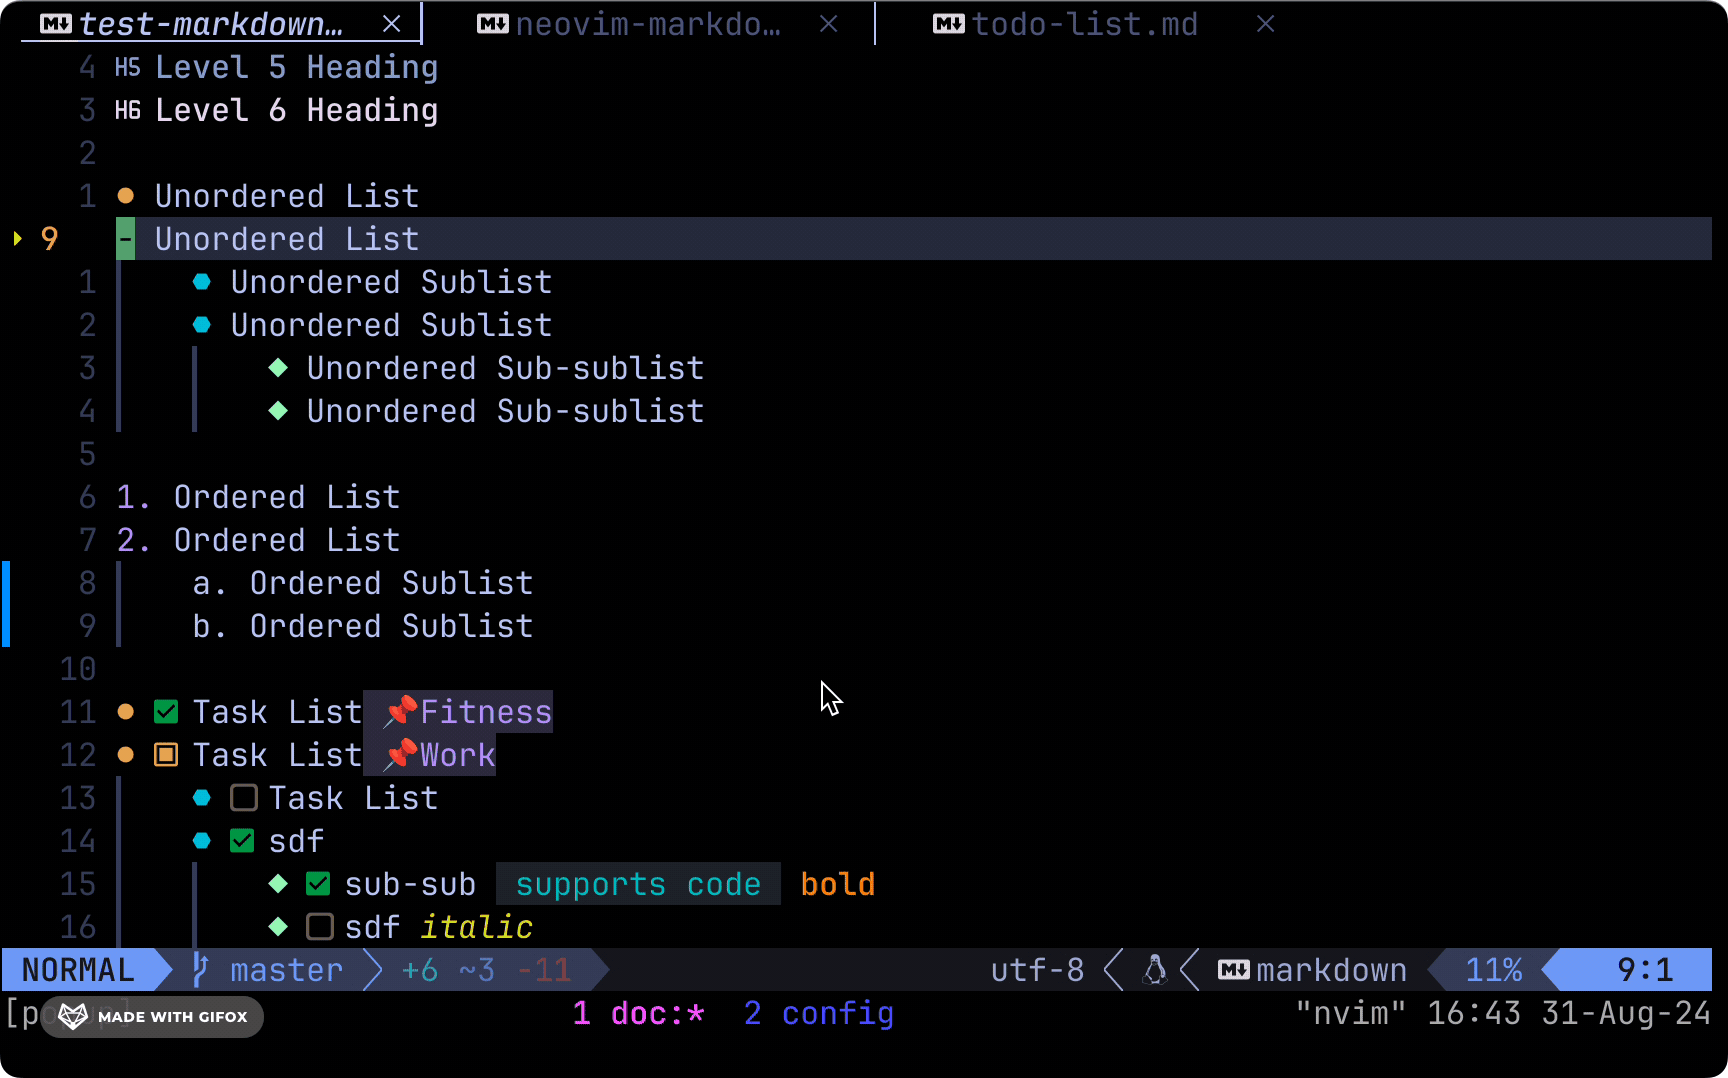 test-markdown… neovim-markdo… todo-list.md
4 H5 Level 5 Heading
3 H6 Level 6 Heading
2
1 Unordered List
9 - Unordered List
1 Unordered Sublist
2 Unordered Sublist
3 Unordered Sub-sublist
4 Unordered Sub-sublist
5
6 1. Ordered List
7 2. Ordered List
8 a. Ordered Sublist
9 b. Ordered Sublist
10
11 Task List 📌Fitness
12 Task List 📌Work
13 Task List
14 sdf
15 sub-sub supports code bold
16 sdf italic
NORMAL master +6 ~3 -11 utf-8 markdown 11% 9:1
MADE WITH GIFOX 1 doc:* 2 config "nvim" 16:43 31-Aug-24